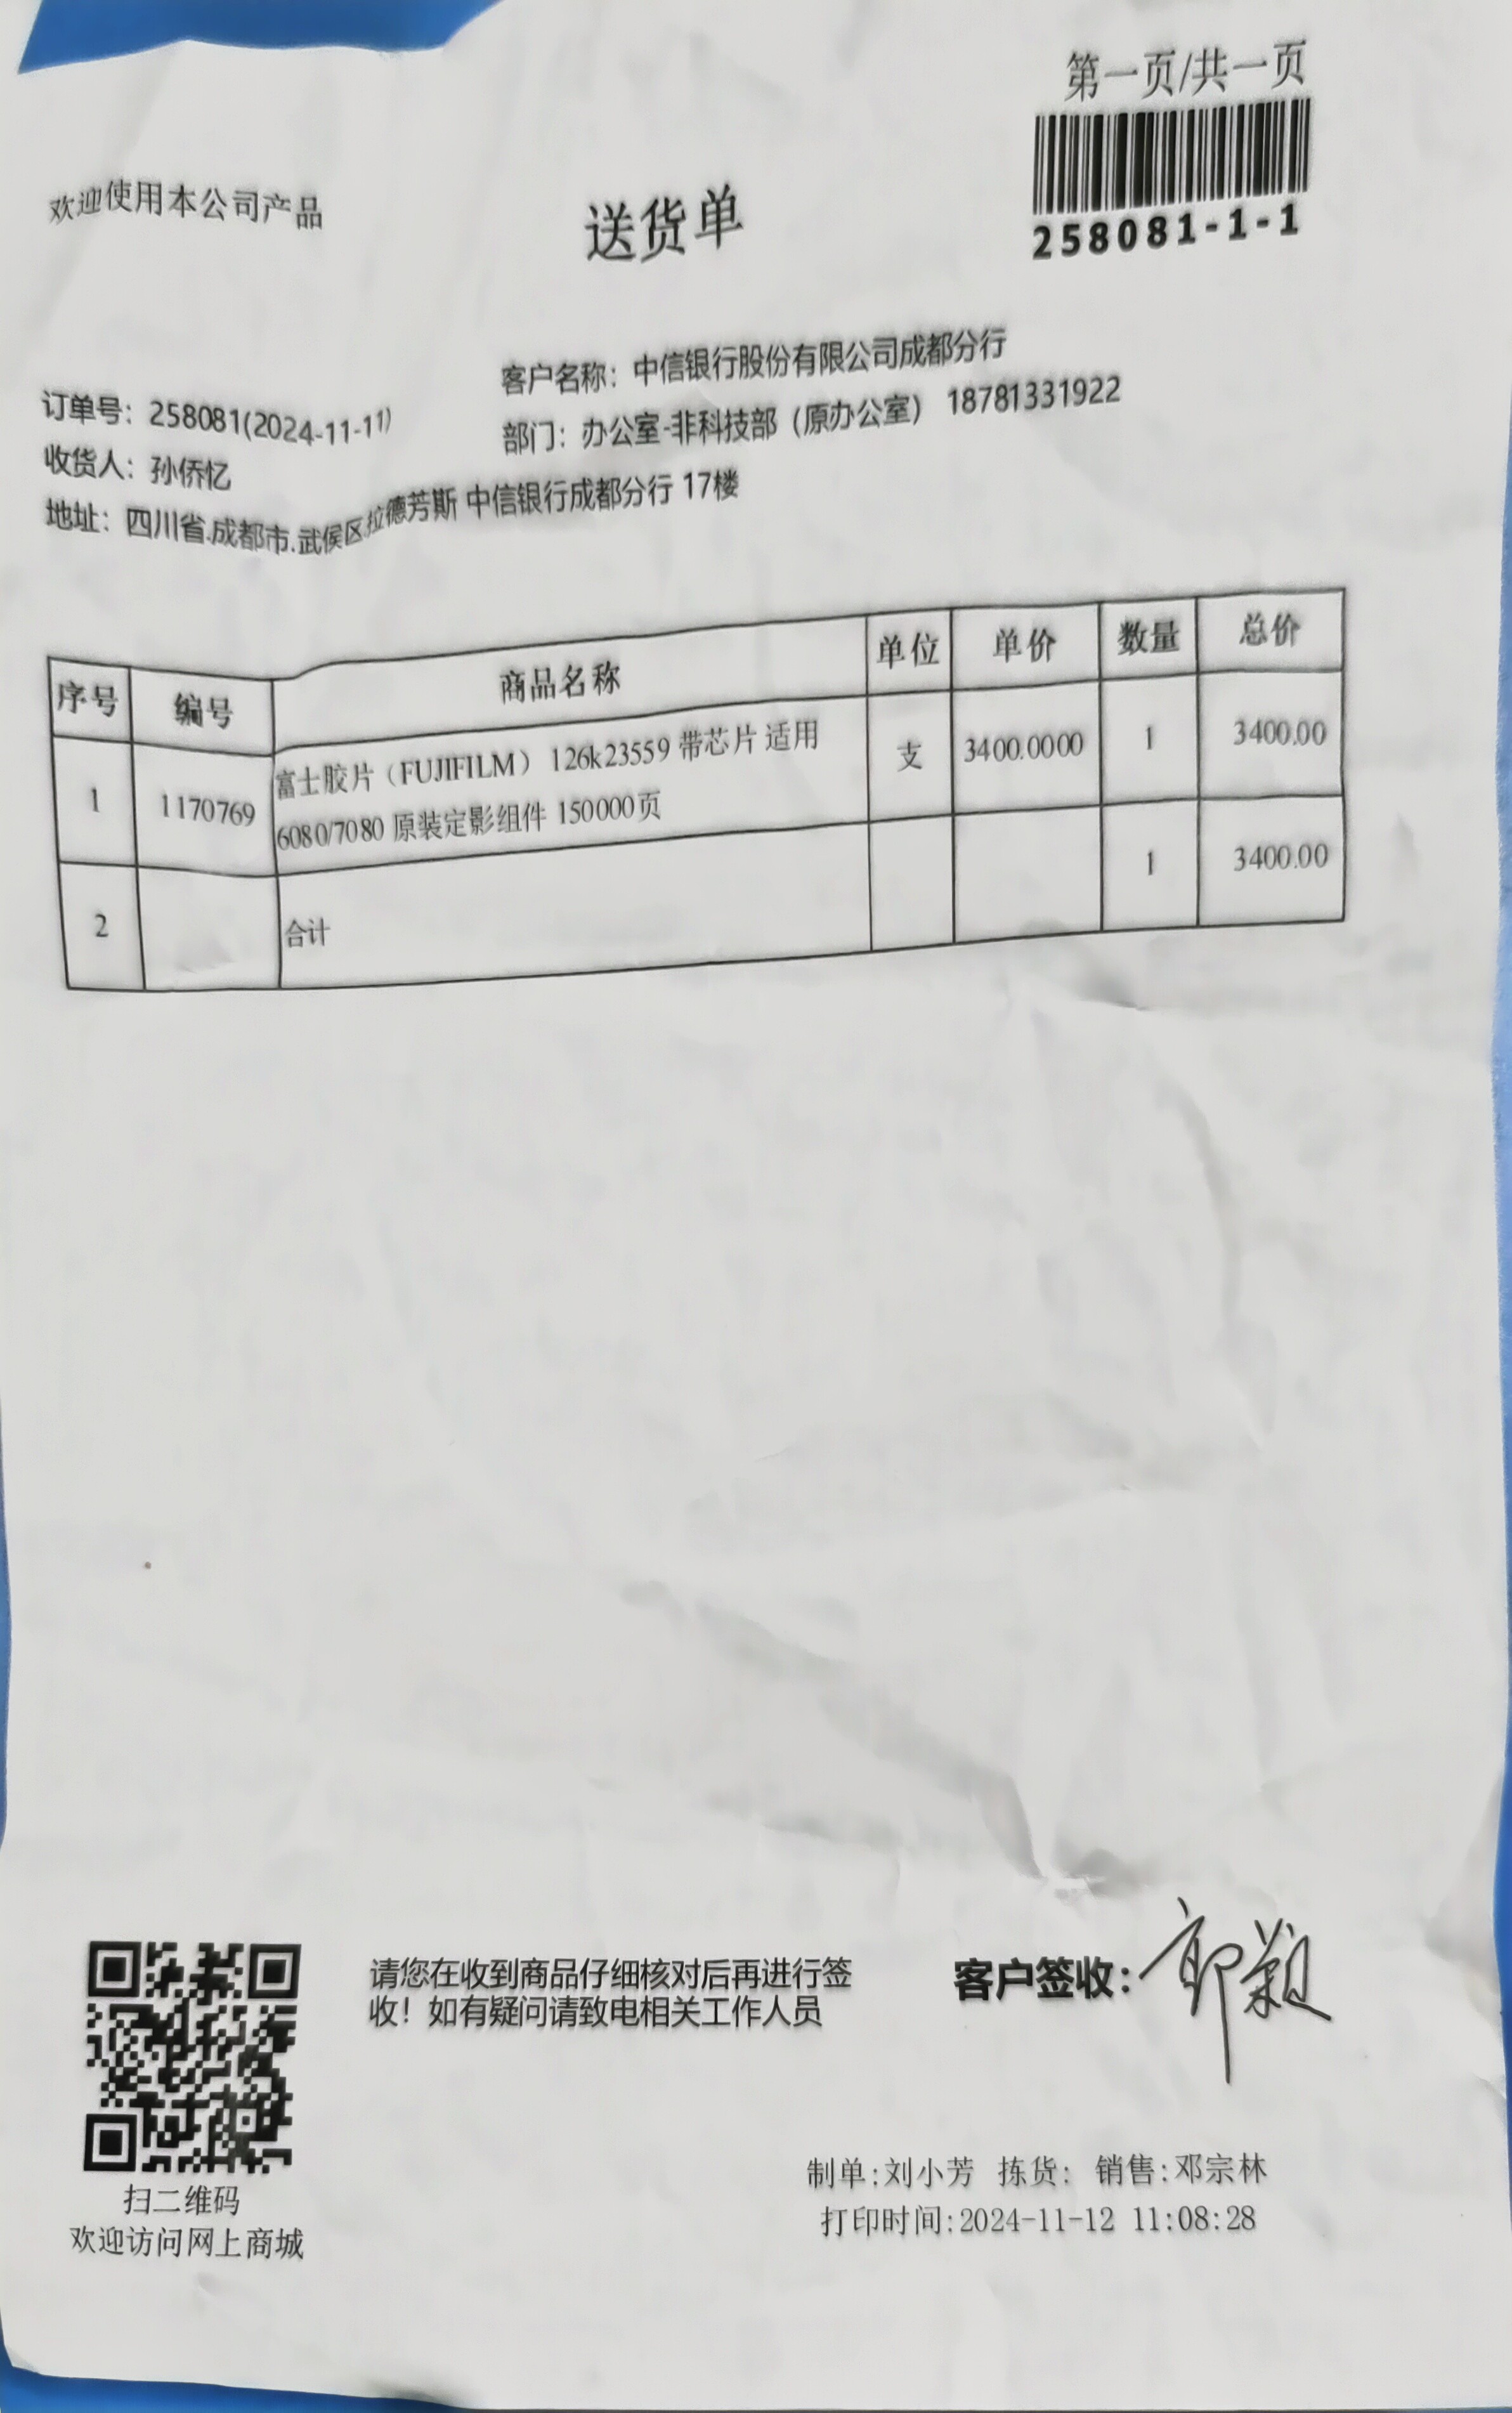 第一页/共一页
258081-1-1
欢迎使用本公司产品
送货单
客户名称：中信银行股份有限公司成都分行
订单号：258081(2024-11-11)
部门：办公室-非科技部（原办公室） 18781331922
收货人：孙侨忆
地址：四川省.成都市.武侯区拉德芳斯 中信银行成都分行 17楼
序号 编号 商品名称 单位 单价 数量 总价
1 1170769 富士胶片（FUJIFILM） 126k23559 带芯片 适用 支 3400.0000 1 3400.00
6080/7080 原装定影组件 150000页
2 合计 1 3400.00
请您在收到商品仔细核对后再进行签
收！如有疑问请致电相关工作人员
客户签收：
扫二维码
欢迎访问网上商城
制单:刘小芳 拣货: 销售:邓宗林
打印时间:2024-11-12 11:08:28